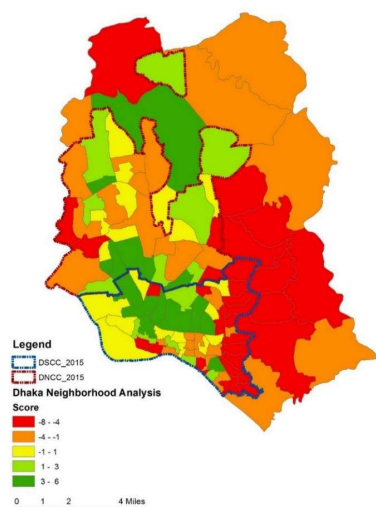 Legend
DSCC_2015
DNCC_2015
Dhaka Neighborhood Analysis
Score
-8 - -4
-4 - -1
-1 - 1
1 - 3
3 - 6
0 1 2 4 Miles